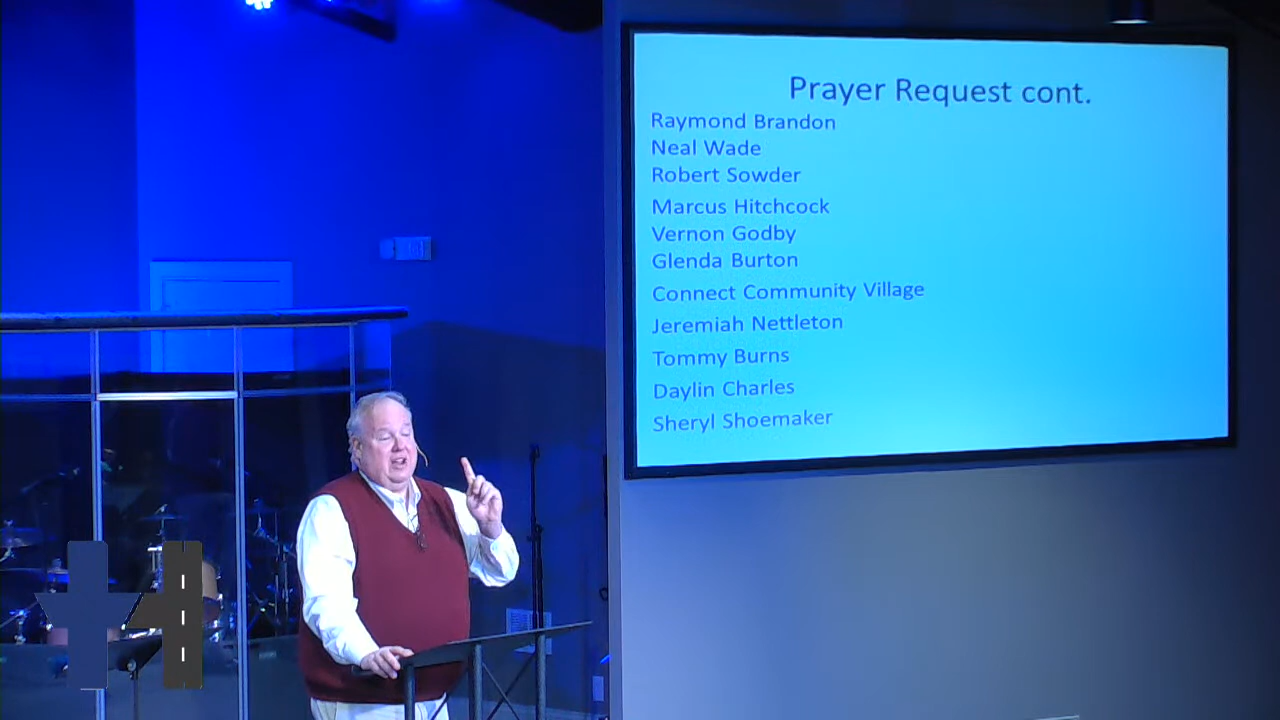 Prayer Request cont.
Raymond Brandon
Neal Wade
Robert Sowder
Marcus Hitchcock
Vernon Godby
Glenda Burton
Connect Community Village
Jeremiah Nettleton
Tommy Burns
Daylin Charles
Sheryl Shoemaker